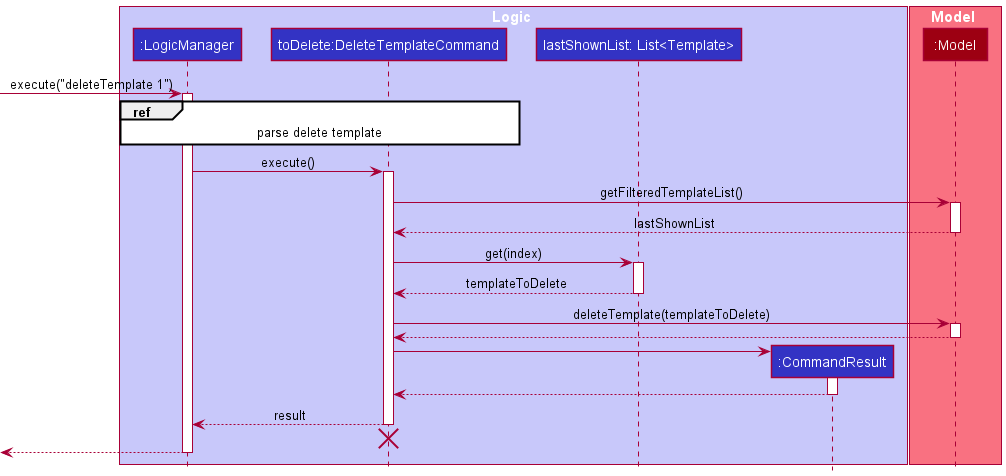 Logic
Model
:LogicManager
toDelete:DeleteTemplateCommand
lastShownList: List<Template>
:Model
execute("deleteTemplate 1")
ref
parse delete template
execute()
getFilteredTemplateList()
lastShownList
get(index)
templateToDelete
deleteTemplate(templateToDelete)
:CommandResult
result